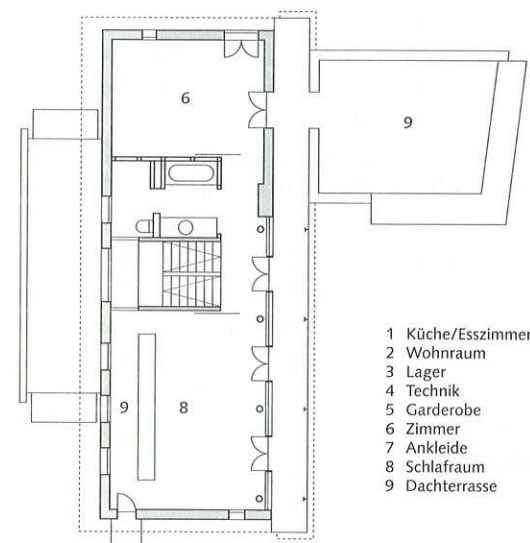 6
9
9
8
1 Küche/Esszimmer
2 Wohnraum
3 Lager
4 Technik
5 Garderobe
6 Zimmer
7 Ankleide
8 Schlafraum
9 Dachterrasse